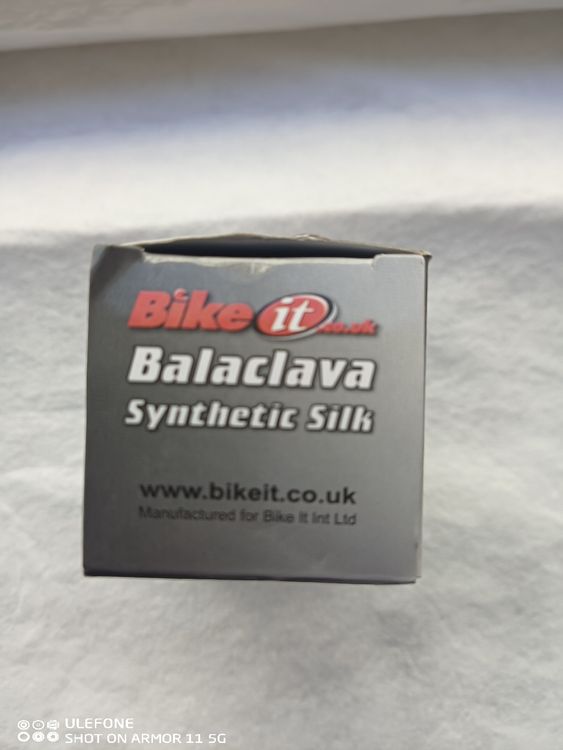 Bike it.co.uk
Balaclava
Synthetic Silk
www.bikeit.co.uk
Manufactured for Bike It Int Ltd
ULEFONE
SHOT ON ARMOR 11 5G